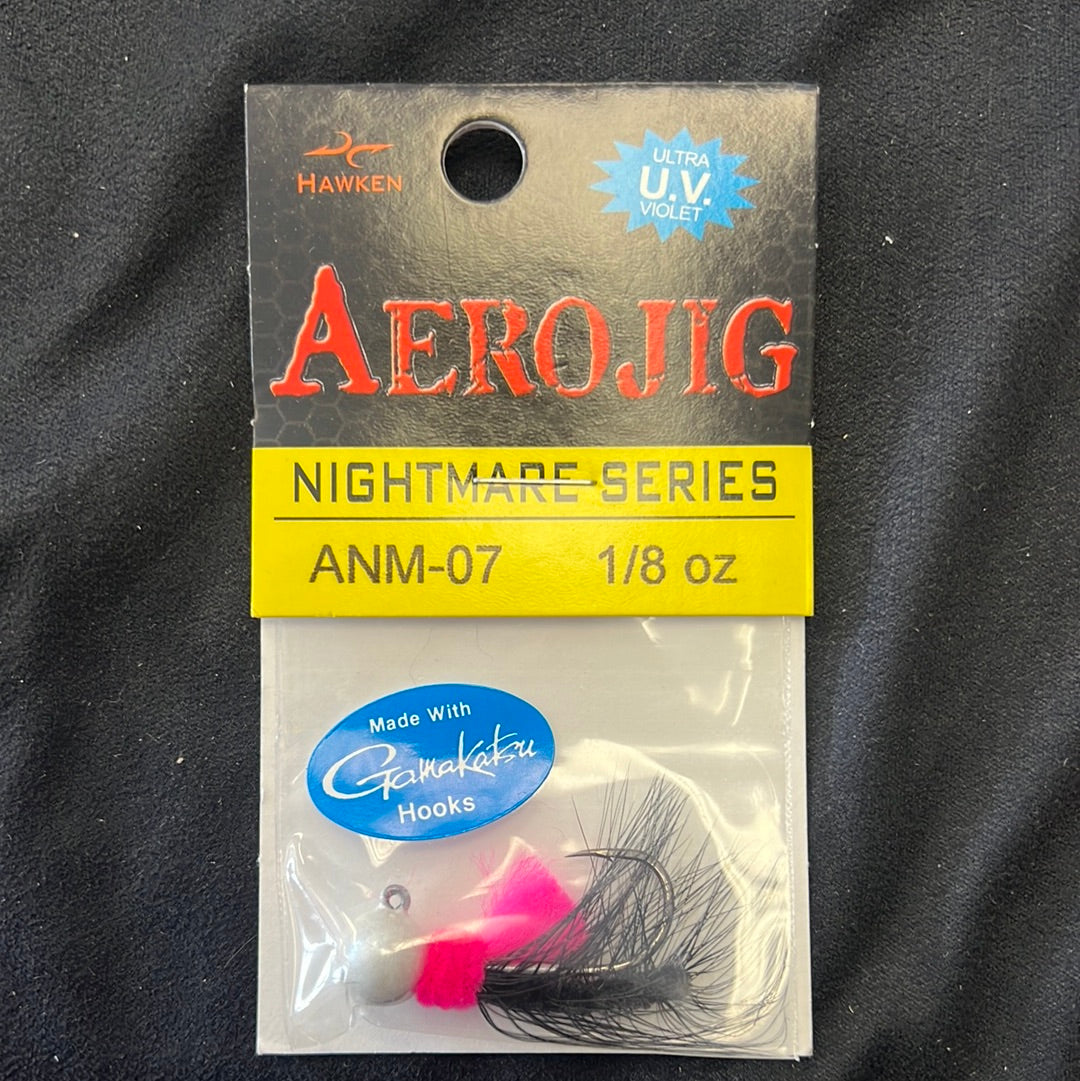 HAWKEN
ULTRA
U.V.
VIOLET
AEROJIG
NIGHTMARE SERIES
ANM-07 1/8 oz
Made With
Gamakatsu
Hooks